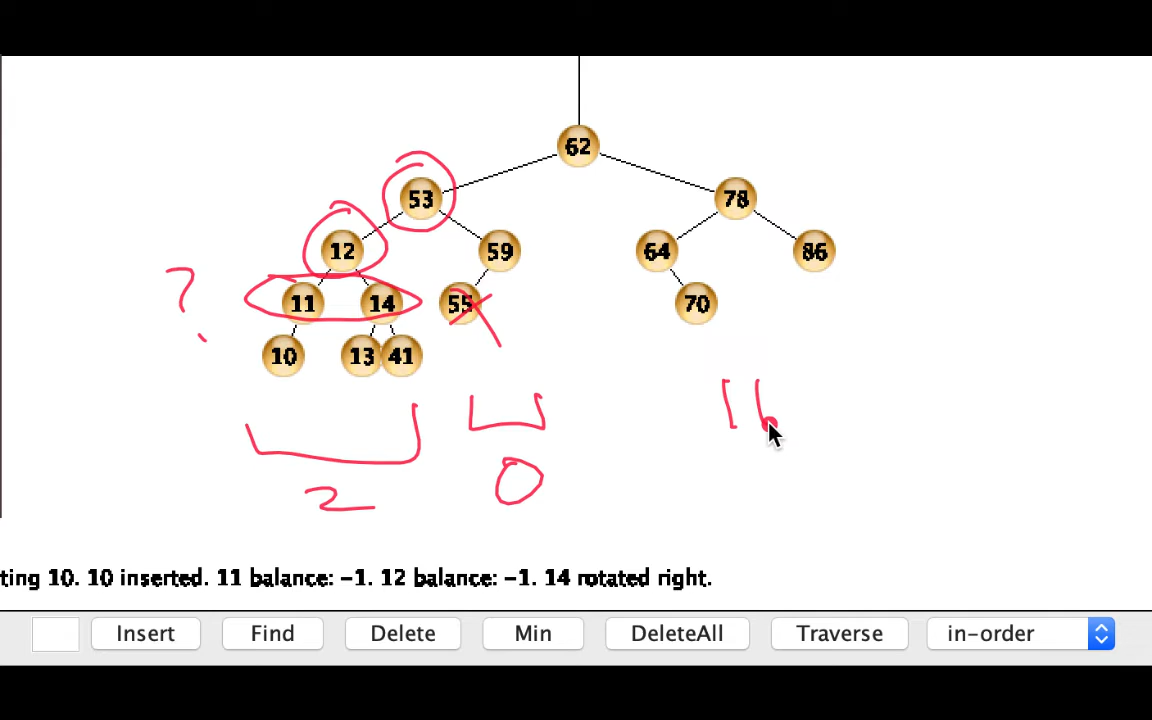 62
53 78
12 59 64 86
? 11 14 55 70
10 13 41
16
2 0
ting 10. 10 inserted. 11 balance: -1. 12 balance: -1. 14 rotated right.
Insert Find Delete Min DeleteAll Traverse in-order